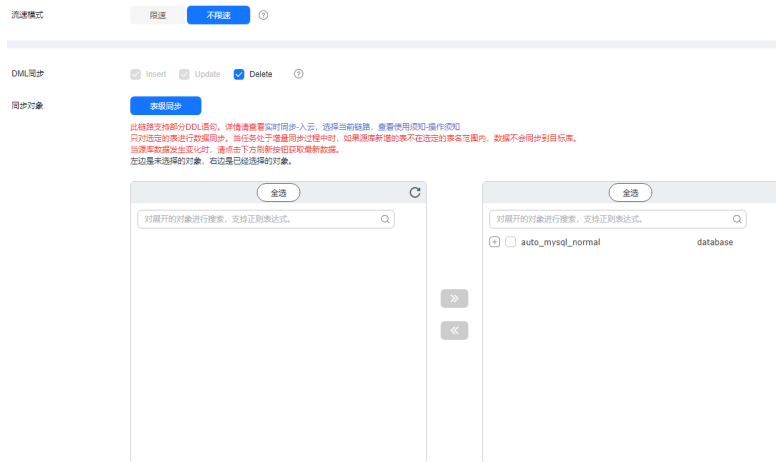 流速模式 限速 不限速
DML同步 Insert Update Delete
同步对象 表级同步
此链路支持部分DDL语句。详情请查看实时同步-入云，选择当前链路，查看使用须知-操作须知
只对选定的表进行数据同步。当任务处于增量同步过程中时，如果源库新增的表不在选定的表名范围内，数据不会同步到目标库。
当源库数据发生变化时，请点击下方刷新按钮获取最新数据。
左边是未选择的对象，右边是已经选择的对象。
全选 全选
对展开的对象进行搜索，支持正则表达式。 对展开的对象进行搜索，支持正则表达式。
auto_mysql_normal database